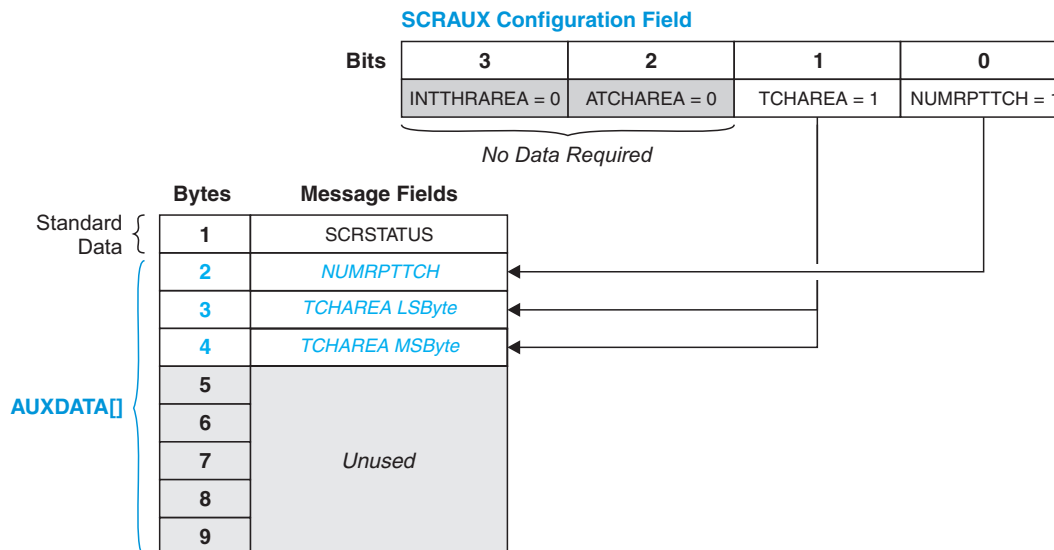 SCRAUX Configuration Field
Bits 3 2 1 0
INTTHRAREA = 0 ATCHAREA = 0 TCHAREA = 1 NUMRPTTCH = 1
No Data Required
Bytes Message Fields
Standard
Data
1 SCRSTATUS
2 NUMRPTTCH
3 TCHAREA LSByte
4 TCHAREA MSByte
AUXDATA[]
5
6
7 Unused
8
9